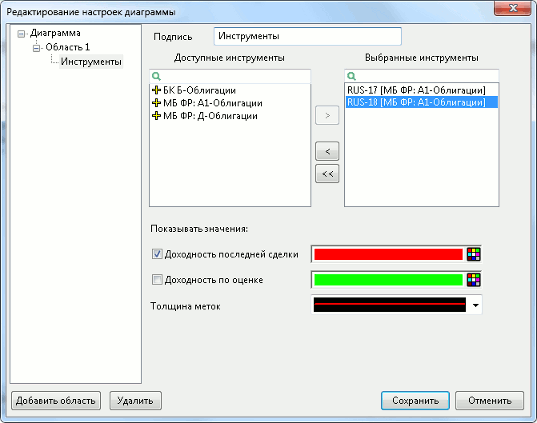 Редактирование настроек диаграммы
Диаграмма
Область 1
Инструменты
Подпись
Инструменты
Доступные инструменты
Выбранные инструменты
БК Б-Облигации
МБ ФР: А1-Облигации
МБ ФР: Д-Облигации
>
<
<<
RUS-17 [МБ ФР: А1-Облигации]
RUS-18 [МБ ФР: А1-Облигации]
Показывать значения:
Доходность последней сделки
Доходность по оценке
Толщина меток
Добавить область
Удалить
Сохранить
Отменить